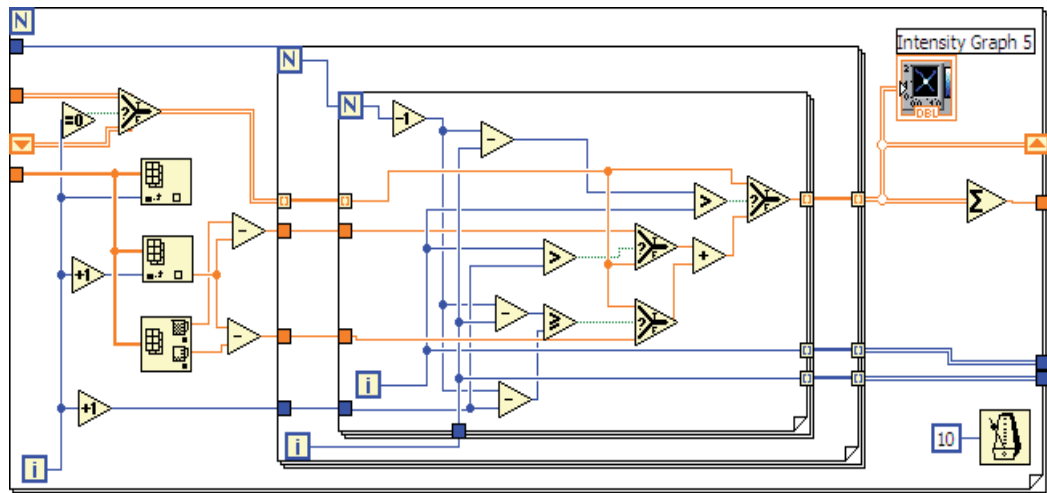 N
Intensity Graph 5
N
DBL
N
-1
-
=0
?
T
F
>
?
T
F
Σ
-
>
?
T
F
+
+1
-
≥
?
T
F
-
i
-
+1
i
i
10